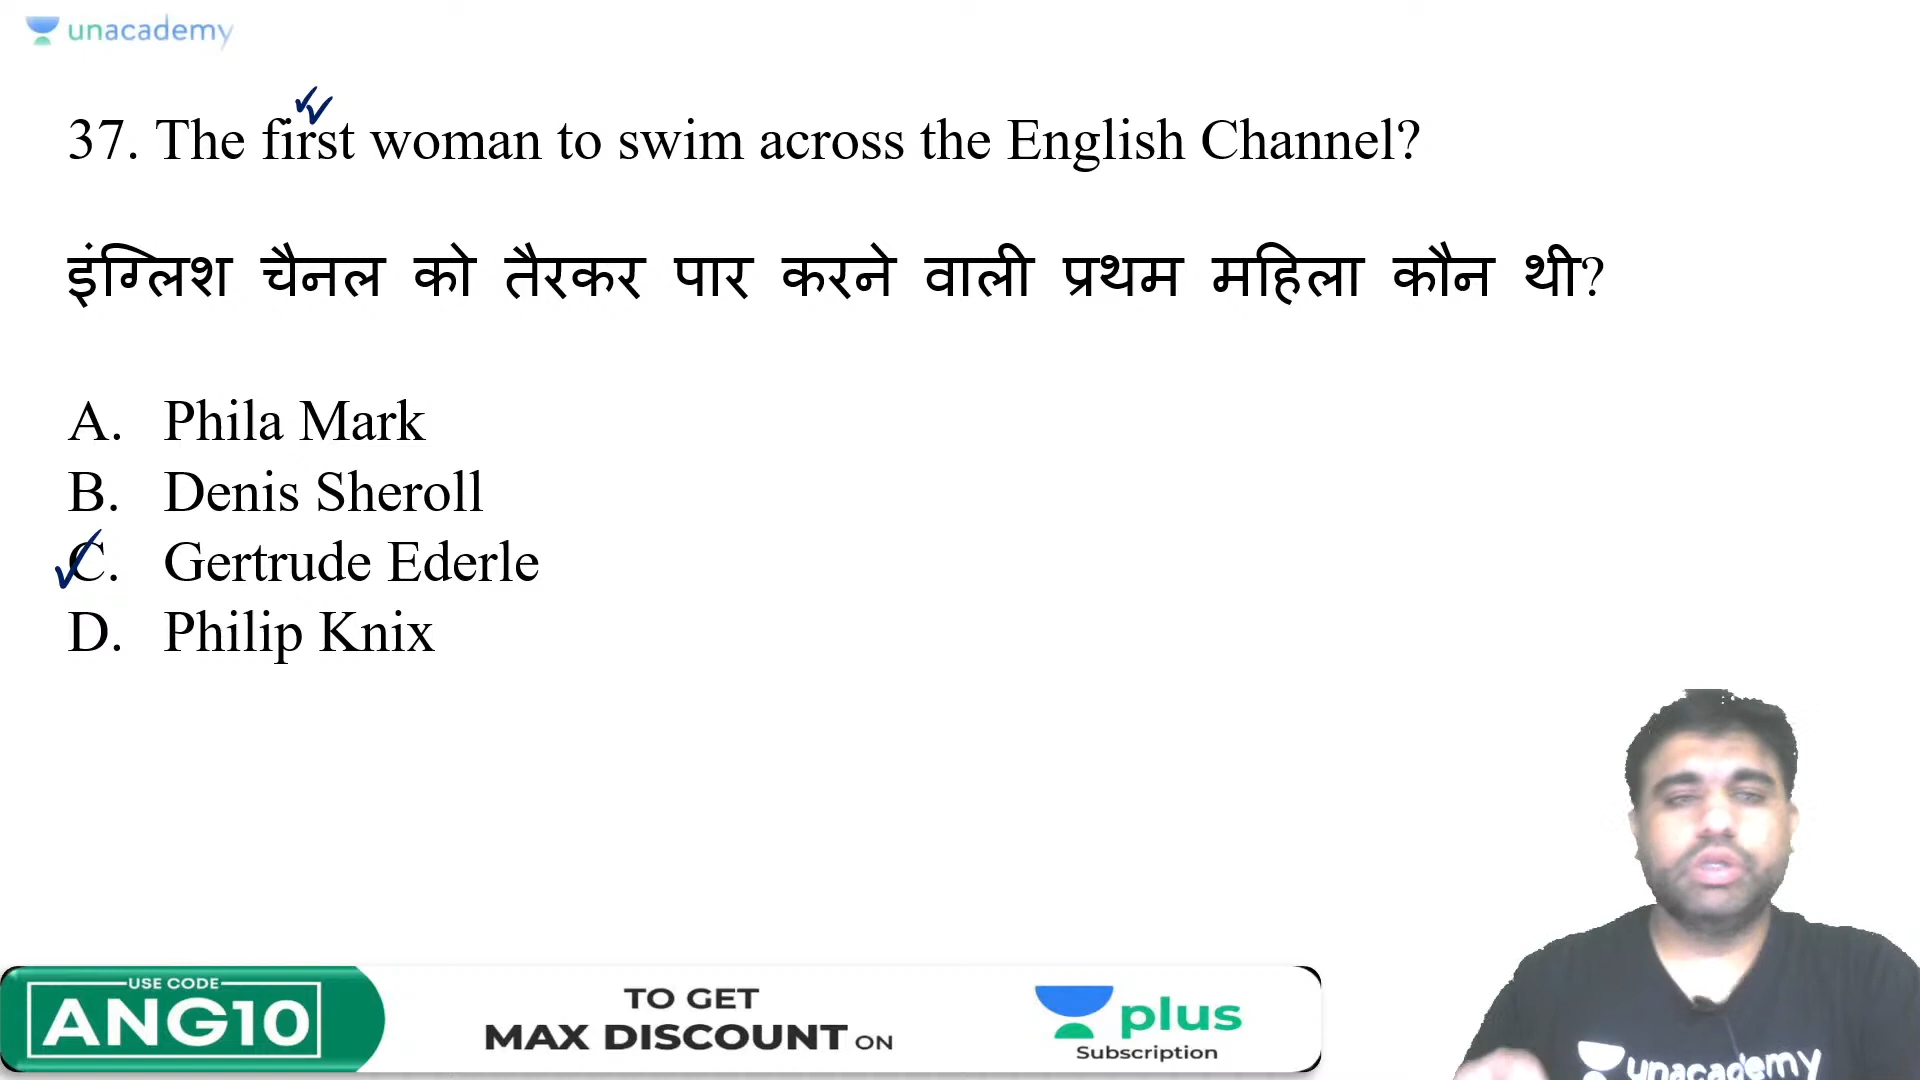 unacademy
37. The first woman to swim across the English Channel?
इंग्लिश चैनल को तैरकर पार करने वाली प्रथम महिला कौन थी?
A. Phila Mark
B. Denis Sheroll
C. Gertrude Ederle
D. Philip Knix
USE CODE
ANG10
TO GET
MAX DISCOUNT ON
plus
Subscription
unacademy